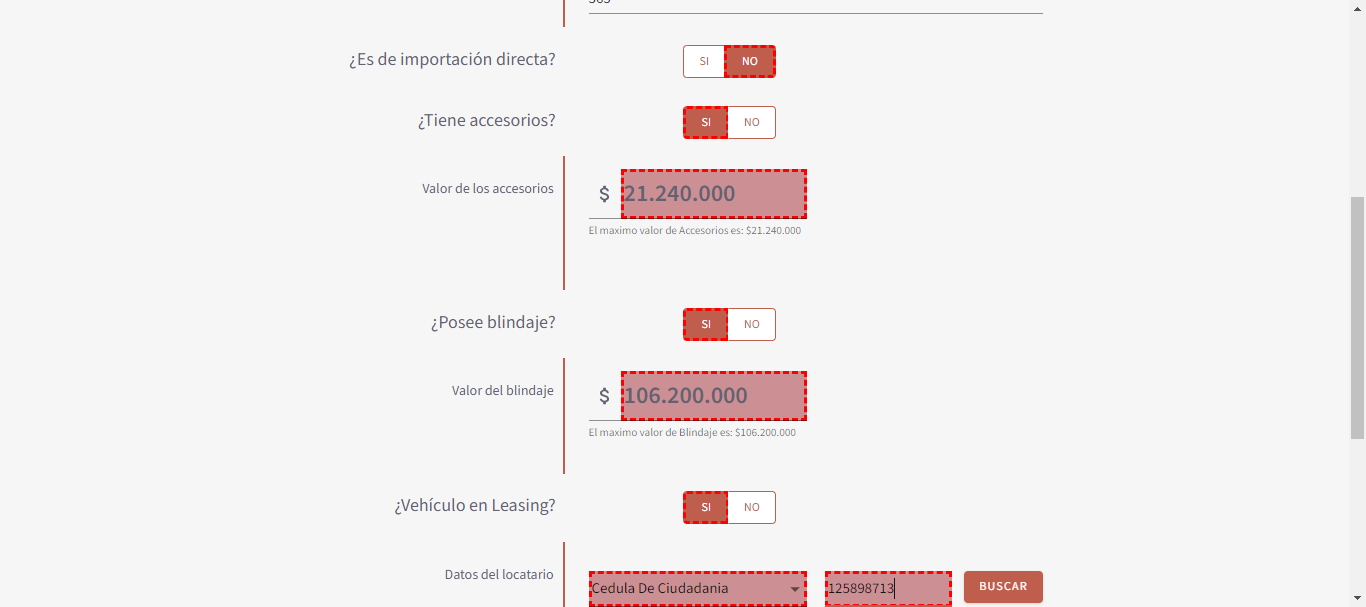 ¿Es de importación directa?
SI NO
¿Tiene accesorios?
SI NO
Valor de los accesorios
$ 21.240.000
El maximo valor de Accesorios es: $21.240.000
¿Posee blindaje?
SI NO
Valor del blindaje
$ 106.200.000
El maximo valor de Blindaje es: $106.200.000
¿Vehículo en Leasing?
SI NO
Datos del locatario
Cedula De Ciudadania 125898713 BUSCAR